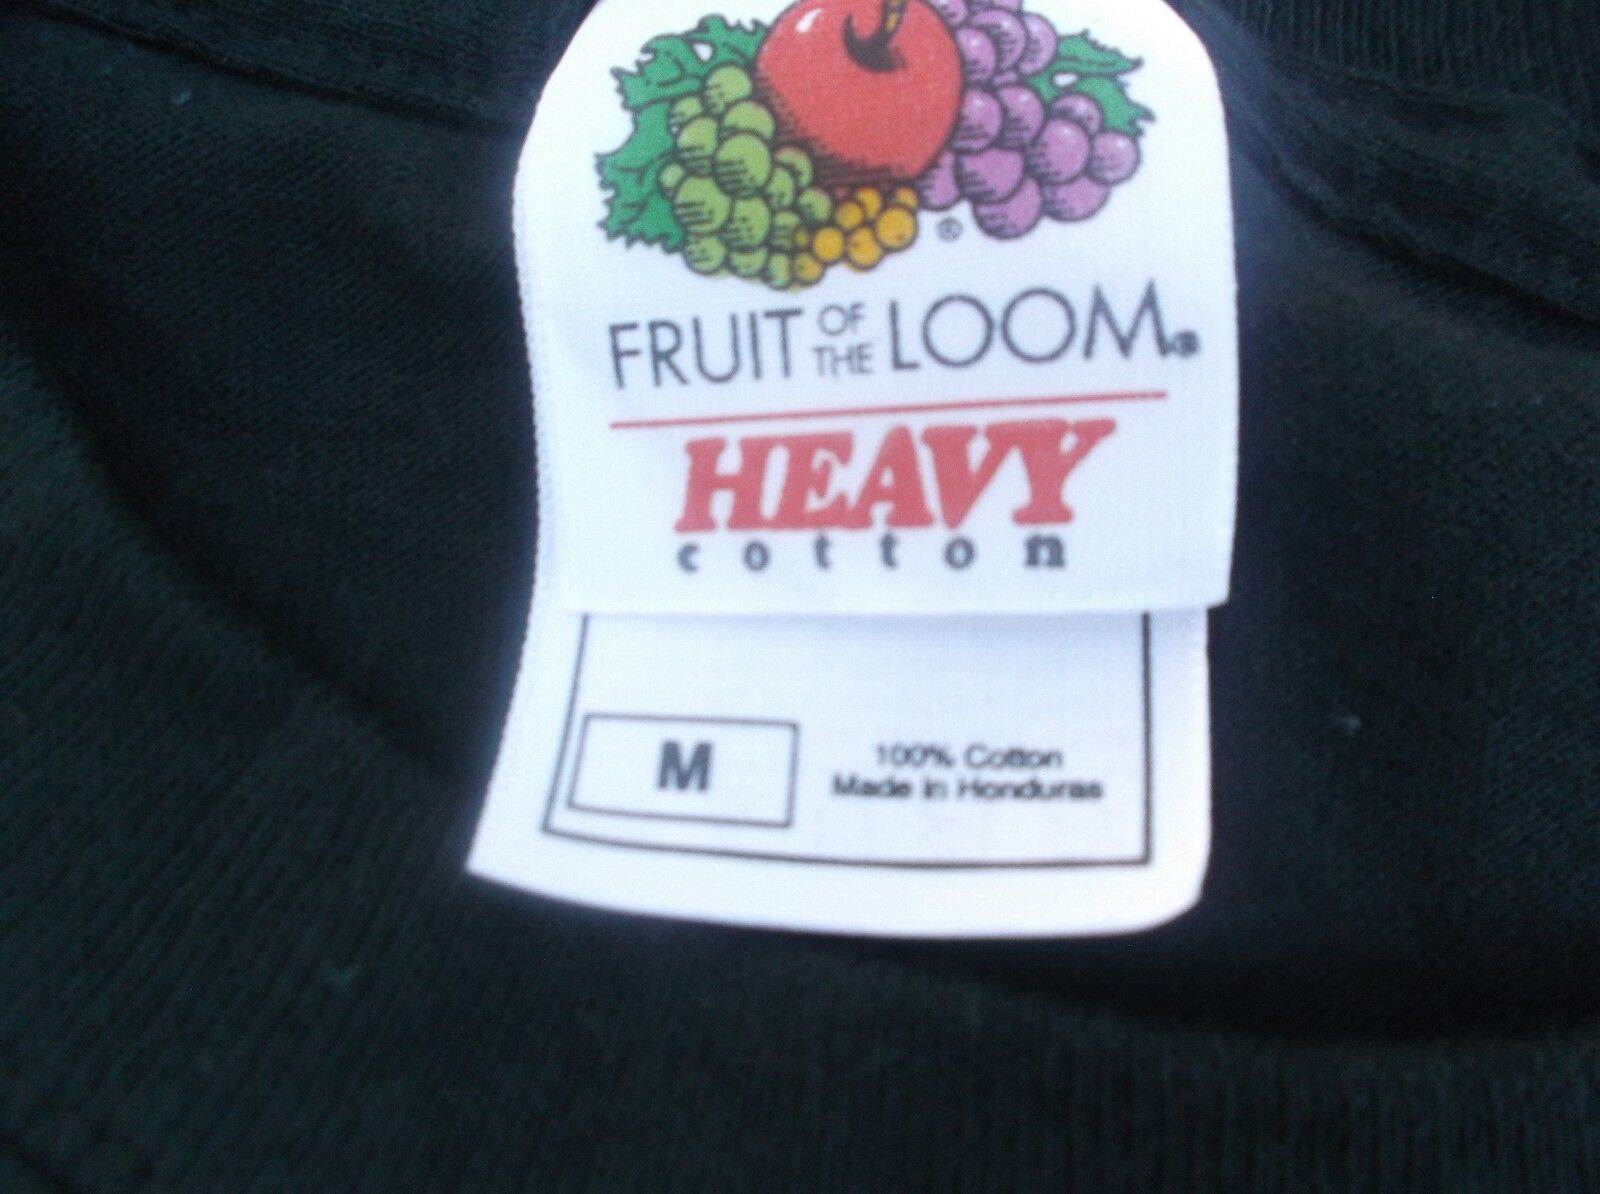 ®
FRUIT OF THE LOOM®
HEAVY
cotton
M
100% Cotton
Made in Honduras